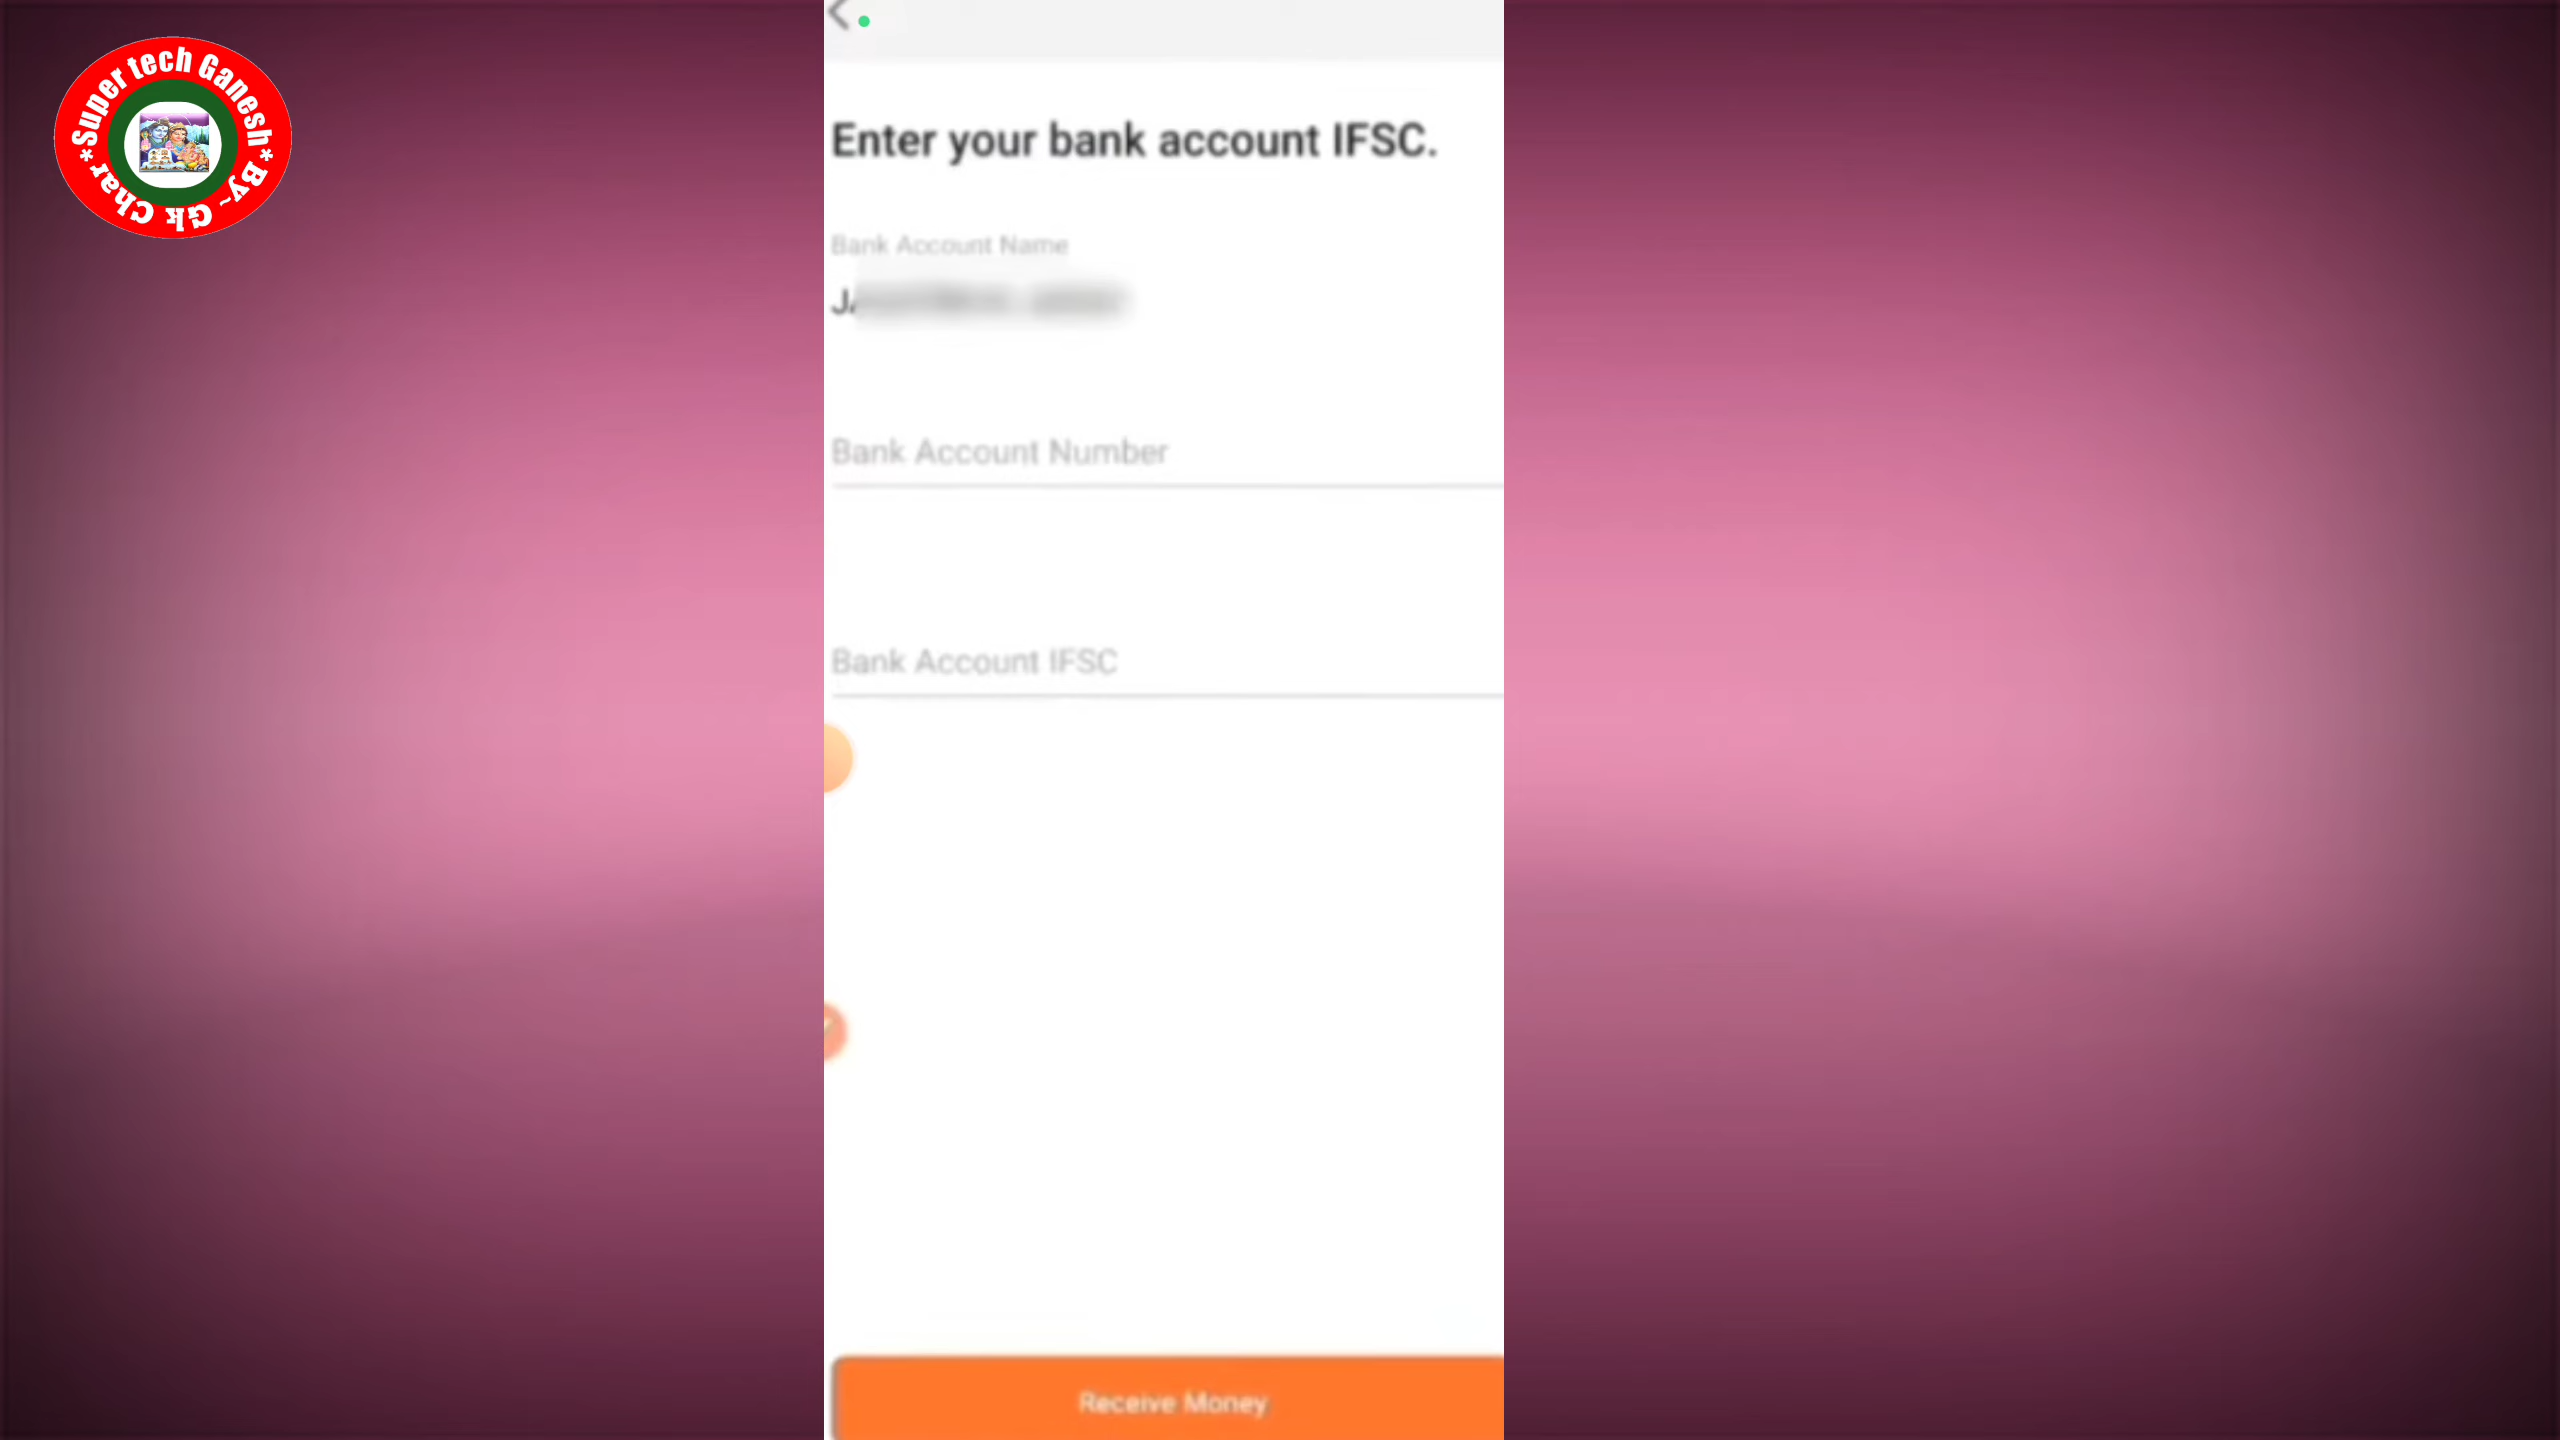 *Super tech Ganesh*
By~ Gk Char
Enter your bank account IFSC.
Bank Account Name
Bank Account Number
Bank Account IFSC
Receive Money